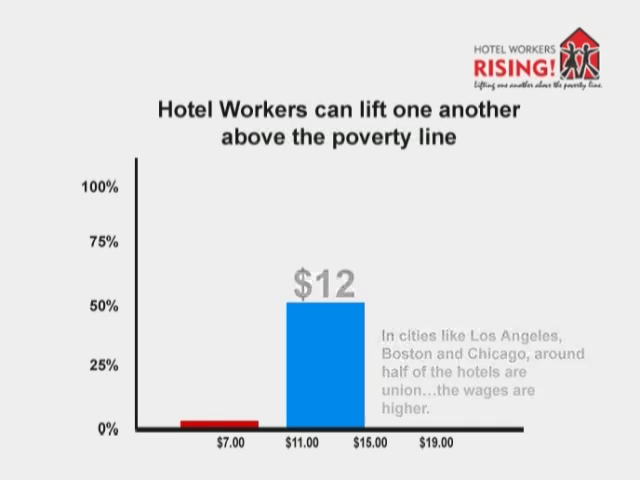 HOTEL WORKERS
RISING!
Lifting one another above the poverty line.
Hotel Workers can lift one another
above the poverty line
100%
75%
50%
25%
0%
$12
In cities like Los Angeles,
Boston and Chicago, around
half of the hotels are
union...the wages are
higher.
$7.00 $11.00 $15.00 $19.00